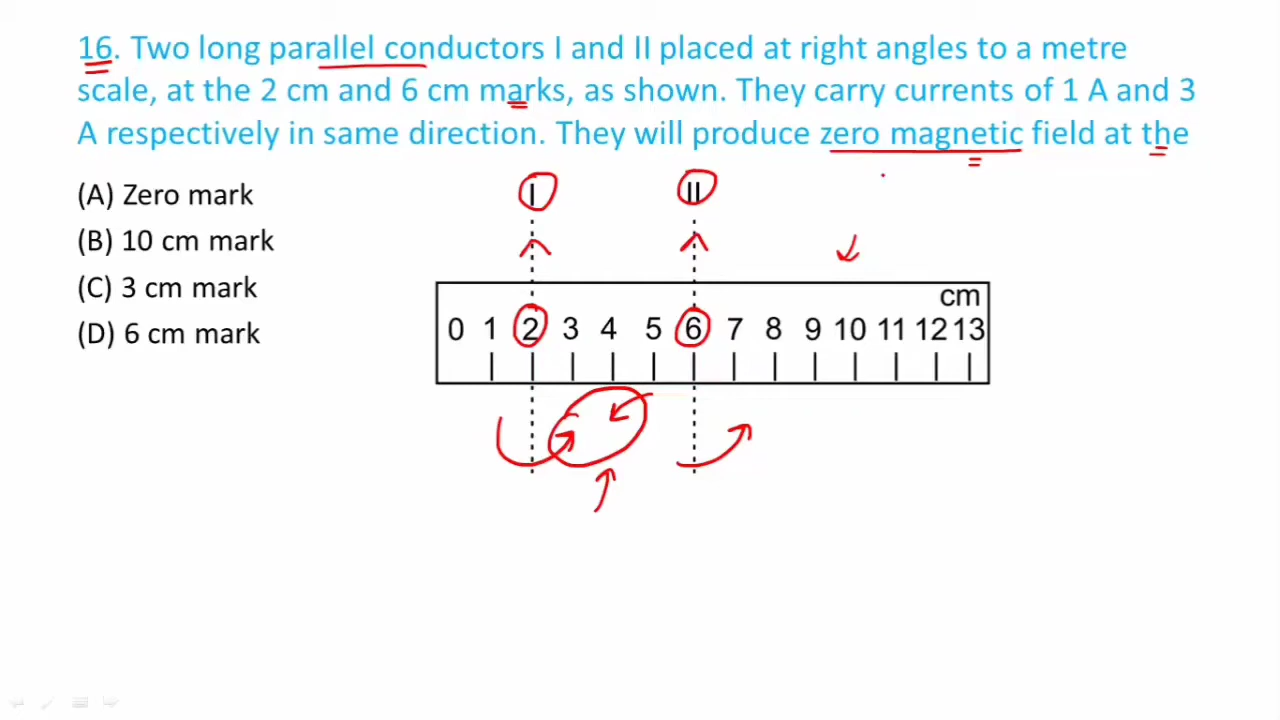 16. Two long parallel conductors I and II placed at right angles to a metre
scale, at the 2 cm and 6 cm marks, as shown. They carry currents of 1 A and 3
A respectively in same direction. They will produce zero magnetic field at the
(A) Zero mark
(B) 10 cm mark
(C) 3 cm mark
(D) 6 cm mark
I II
cm
0 1 2 3 4 5 6 7 8 9 10 11 12 13